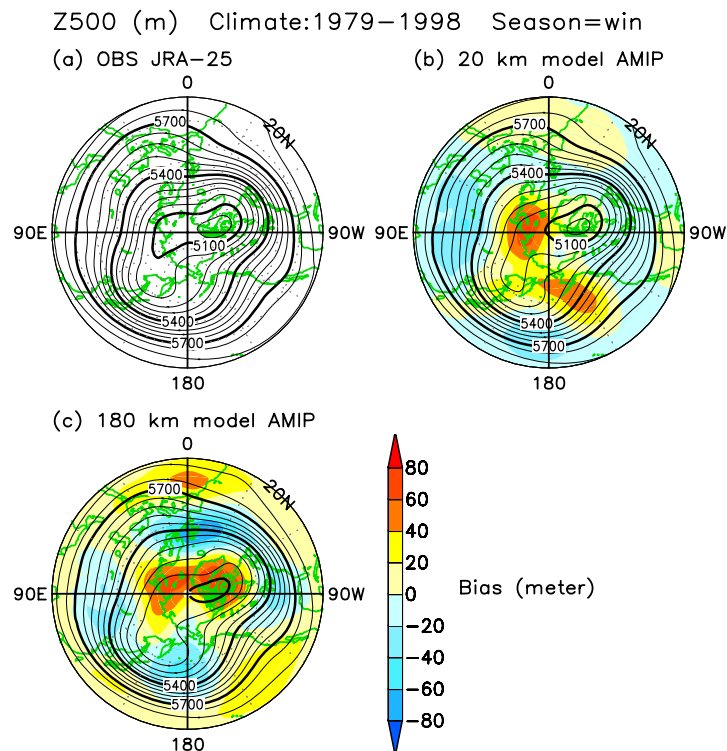 Z500 (m) Climate:1979−1998 Season=win
(a) OBS JRA−25
(b) 20 km model AMIP
0
0
5700
20N
5700
20N
5400
5400
90E
90W
90E
90W
5100
5100
5400
5400
5700
5700
180
180
(c) 180 km model AMIP
0
5700
20N
90E
90W
5400
5700
180
80
60
40
20
0
−20
−40
−60
−80
Bias (meter)